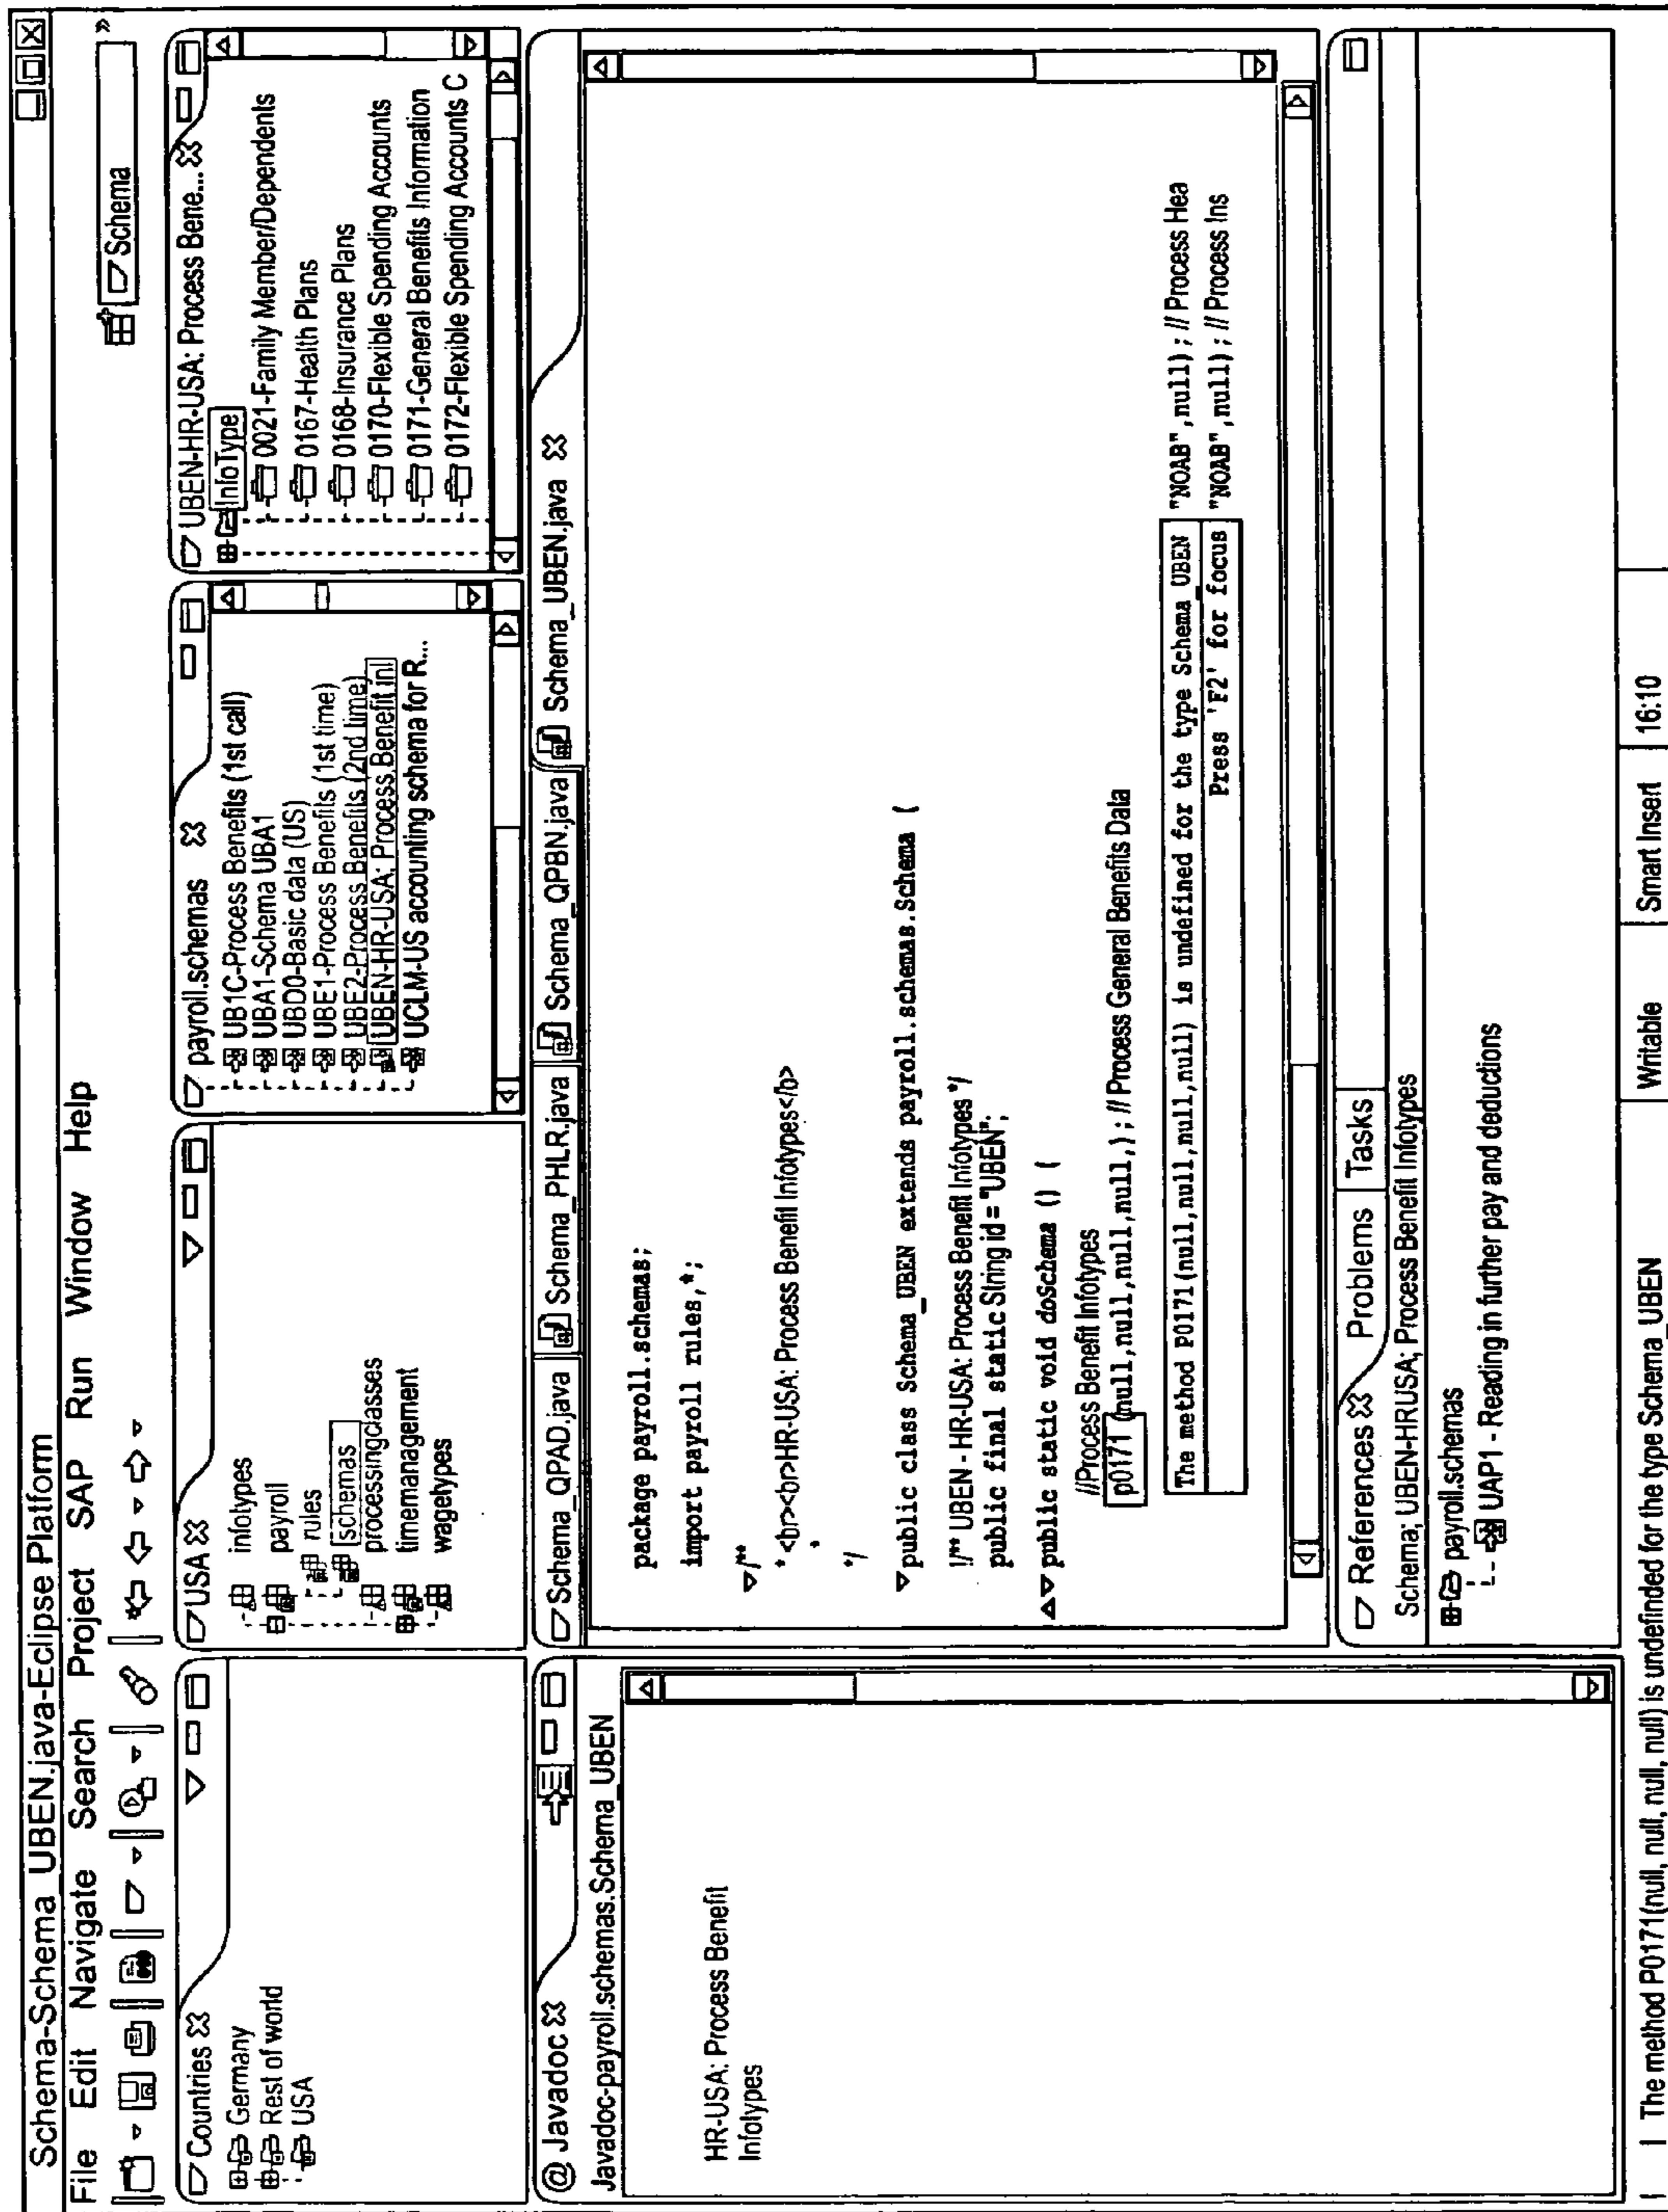 Schema-Schema_UBEN.java-Eclipse Platform
File Edit Navigate Search Project SAP Run Window Help
Schema
»
Countries
Germany
Rest of world
USA
USA
infotypes
payroll
rules
schemas
processingclasses
timemanagement
wagetypes
payroll.schemas
UB1C-Process Benefits (1st call)
UBA1-Schema UBA1
UBD0-Basic data (US)
UBE1-Process Benefits (1st time)
UBE2-Process Benefits (2nd time)
UBEN-HR-USA; Process Benefit inl
UCLM-US accounting schema for R...
UBEN-HR-USA: Process Bene...
InfoType
0021-Family Member/Dependents
0167-Health Plans
0168-Insurance Plans
0170-Flexible Spending Accounts
0171-General Benefits Information
0172-Flexible Spending Accounts C
@ Javadoc
Javadoc-payroll.schemas.Schema_UBEN
HR-USA: Process Benefit
Infotypes
Schema_QPAD.java Schema_PHLR.java Schema_QPBN.java Schema_UBEN.java
package payroll.schemas;
import payroll rules,*;
/**
* <br><br>HR-USA: Process Benefit Infotypes</b>
*
*/
public class Schema_UBEN extends payroll.schemas.Schema (
!/** UBEN - HR-USA: Process Benefit Infotypes */
public final static String id = "UBEN";
public static void doschema () (
//Process Benefit Infotypes
p0171 (null,null,null,null,) ; // Process General Benefits Data
The method P0171(null,null,null,null,null) is undefined for the type Schema_UBEN "NOAB",null) ; // Process Hea
Press 'F2' for focus "NOAB",null) ; // Process Ins
References Problems Tasks
Schema; UBEN-HRUSA; Process Benefit Infotypes
payroll.schemas
UAP1 - Reading in further pay and deductions
The method P0171(null, null, null, null, null) is undefinded for the type Schema_UBEN Writable Smart Insert 16:10